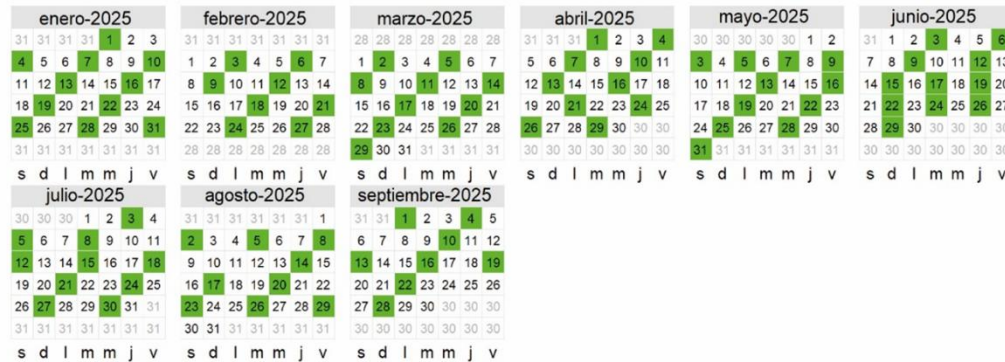 enero-2025
31 31 31 31 1 2 3
4 5 6 7 8 9 10
11 12 13 14 15 16 17
18 19 20 21 22 23 24
25 26 27 28 29 30 31
31 31 31 31 31 31 31
s d l m m j v
febrero-2025
31 31 31 31 31 31 31
1 2 3 4 5 6 7
8 9 10 11 12 13 14
15 16 17 18 19 20 21
22 23 24 25 26 27 28
28 28 28 28 28 28 28
s d l m m j v
marzo-2025
28 28 28 28 28 28 28
1 2 3 4 5 6 7
8 9 10 11 12 13 14
15 16 17 18 19 20 21
22 23 24 25 26 27 28
29 30 31 31 31 31 31
s d l m m j v
abril-2025
31 31 31 1 2 3 4
5 6 7 8 9 10 11
12 13 14 15 16 17 18
19 20 21 22 23 24 25
26 27 28 29 30 30 30
30 30 30 30 30 30 30
s d l m m j v
mayo-2025
30 30 30 30 30 1 2
3 4 5 6 7 8 9
10 11 12 13 14 15 16
17 18 19 20 21 22 23
24 25 26 27 28 29 30
31 31 31 31 31 31 31
s d l m m j v
junio-2025
31 1 2 3 4 5 6
7 8 9 10 11 12 13
14 15 16 17 18 19 20
21 22 23 24 25 26 27
28 29 30 30 30 30 30
30 30 30 30 30 30 30
s d l m m j v
julio-2025
30 30 30 1 2 3 4
5 6 7 8 9 10 11
12 13 14 15 16 17 18
19 20 21 22 23 24 25
26 27 28 29 30 31 31
31 31 31 31 31 31 31
s d l m m j v
agosto-2025
31 31 31 31 31 31 1
2 3 4 5 6 7 8
9 10 11 12 13 14 15
16 17 18 19 20 21 22
23 24 25 26 27 28 29
30 31 31 31 31 31 31
s d l m m j v
septiembre-2025
31 31 1 2 3 4 5
6 7 8 9 10 11 12
13 14 15 16 17 18 19
20 21 22 23 24 25 26
27 28 29 30 30 30 30
30 30 30 30 30 30 30
s d l m m j v